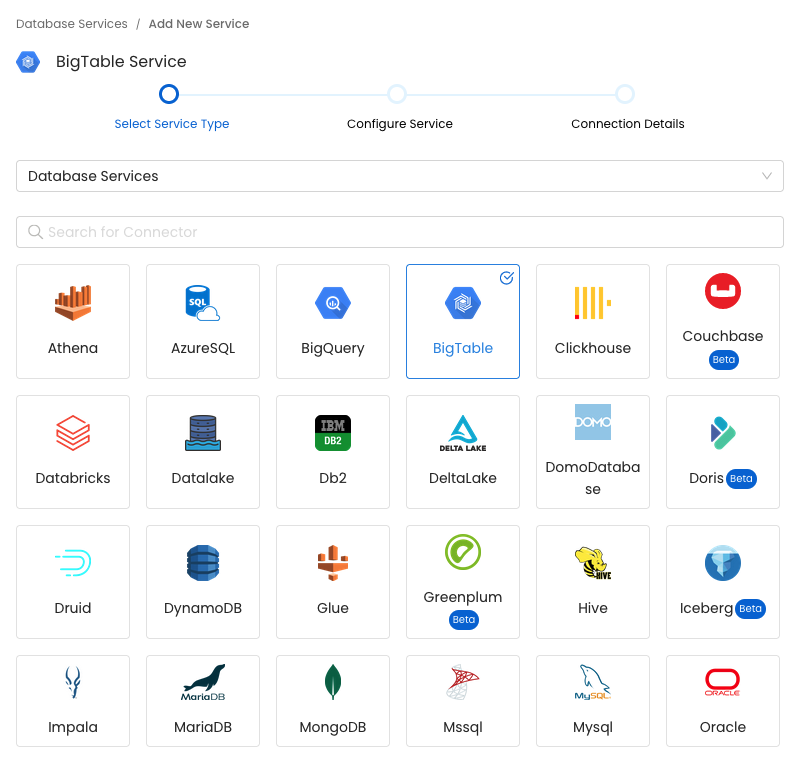 Database Services / Add New Service
BigTable Service
Select Service Type
Configure Service
Connection Details
Database Services
Search for Connector
Athena
SQL
AzureSQL
BigQuery
BigTable
Clickhouse
Couchbase
Beta
Databricks
Datalake
IBM
DB2
Db2
DELTA LAKE
DeltaLake
DOMO
DomoDataba
se
Doris Beta
Druid
DynamoDB
Glue
Greenplum
Beta
HIVE
Hive
Iceberg Beta
Impala
MariaDB
MariaDB
MongoDB
Mssql
MySQL
Mysql
ORACLE
Oracle